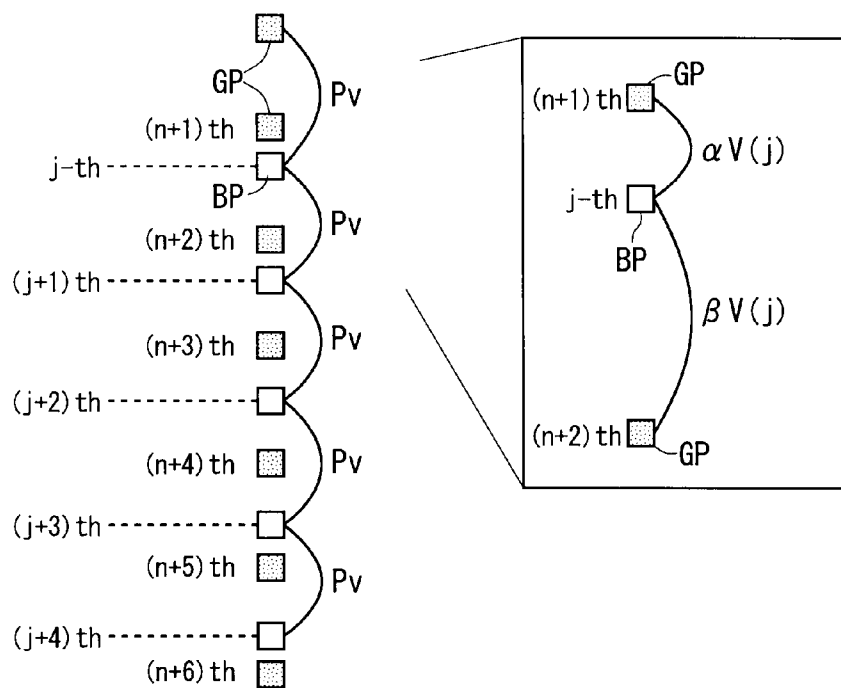 GP
Pv
(n+1)th
j-th
BP
Pv
(n+2)th
(j+1)th
(n+3)th
Pv
(j+2)th
(n+4)th
Pv
(j+3)th
(n+5)th
Pv
(j+4)th
(n+6)th
GP
(n+1)th
αV(j)
j-th
BP
βV(j)
(n+2)th
GP